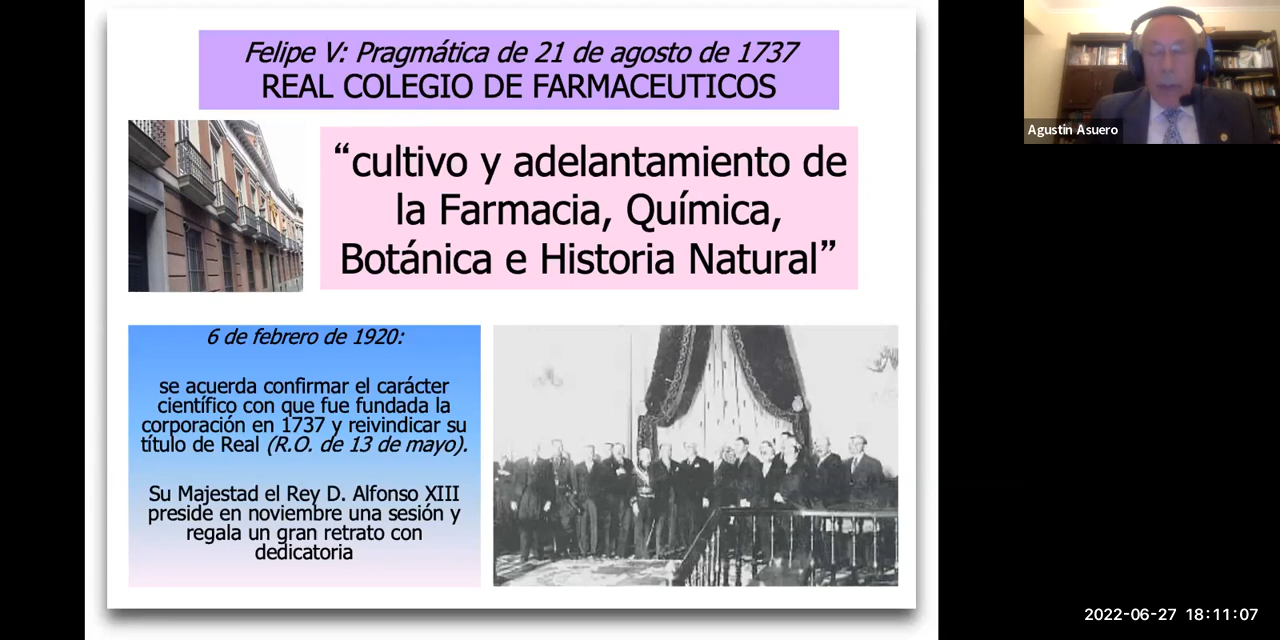 Felipe V: Pragmática de 21 de agosto de 1737
REAL COLEGIO DE FARMACEUTICOS
“cultivo y adelantamiento de
la Farmacia, Química,
Botánica e Historia Natural”
6 de febrero de 1920:
se acuerda confirmar el carácter
científico con que fue fundada la
corporación en 1737 y reivindicar su
título de Real (R.O. de 13 de mayo).
Su Majestad el Rey D. Alfonso XIII
preside en noviembre una sesión y
regala un gran retrato con
dedicatoria
Agustín Asuero
2022-06-27 18:11:07